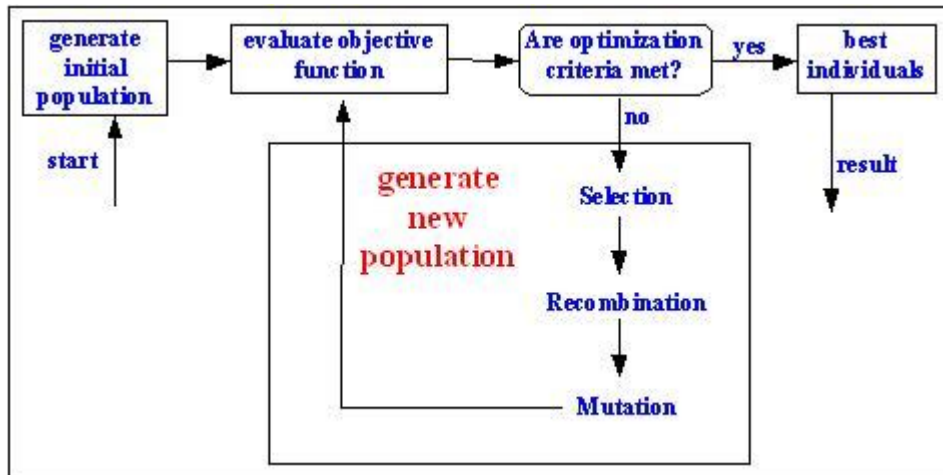 generate
initial
population
evaluate objective
function
Are optimization
criteria met?
yes
best
individuals
start
no
result
generate
new
population
Selection
Recombination
Mutation